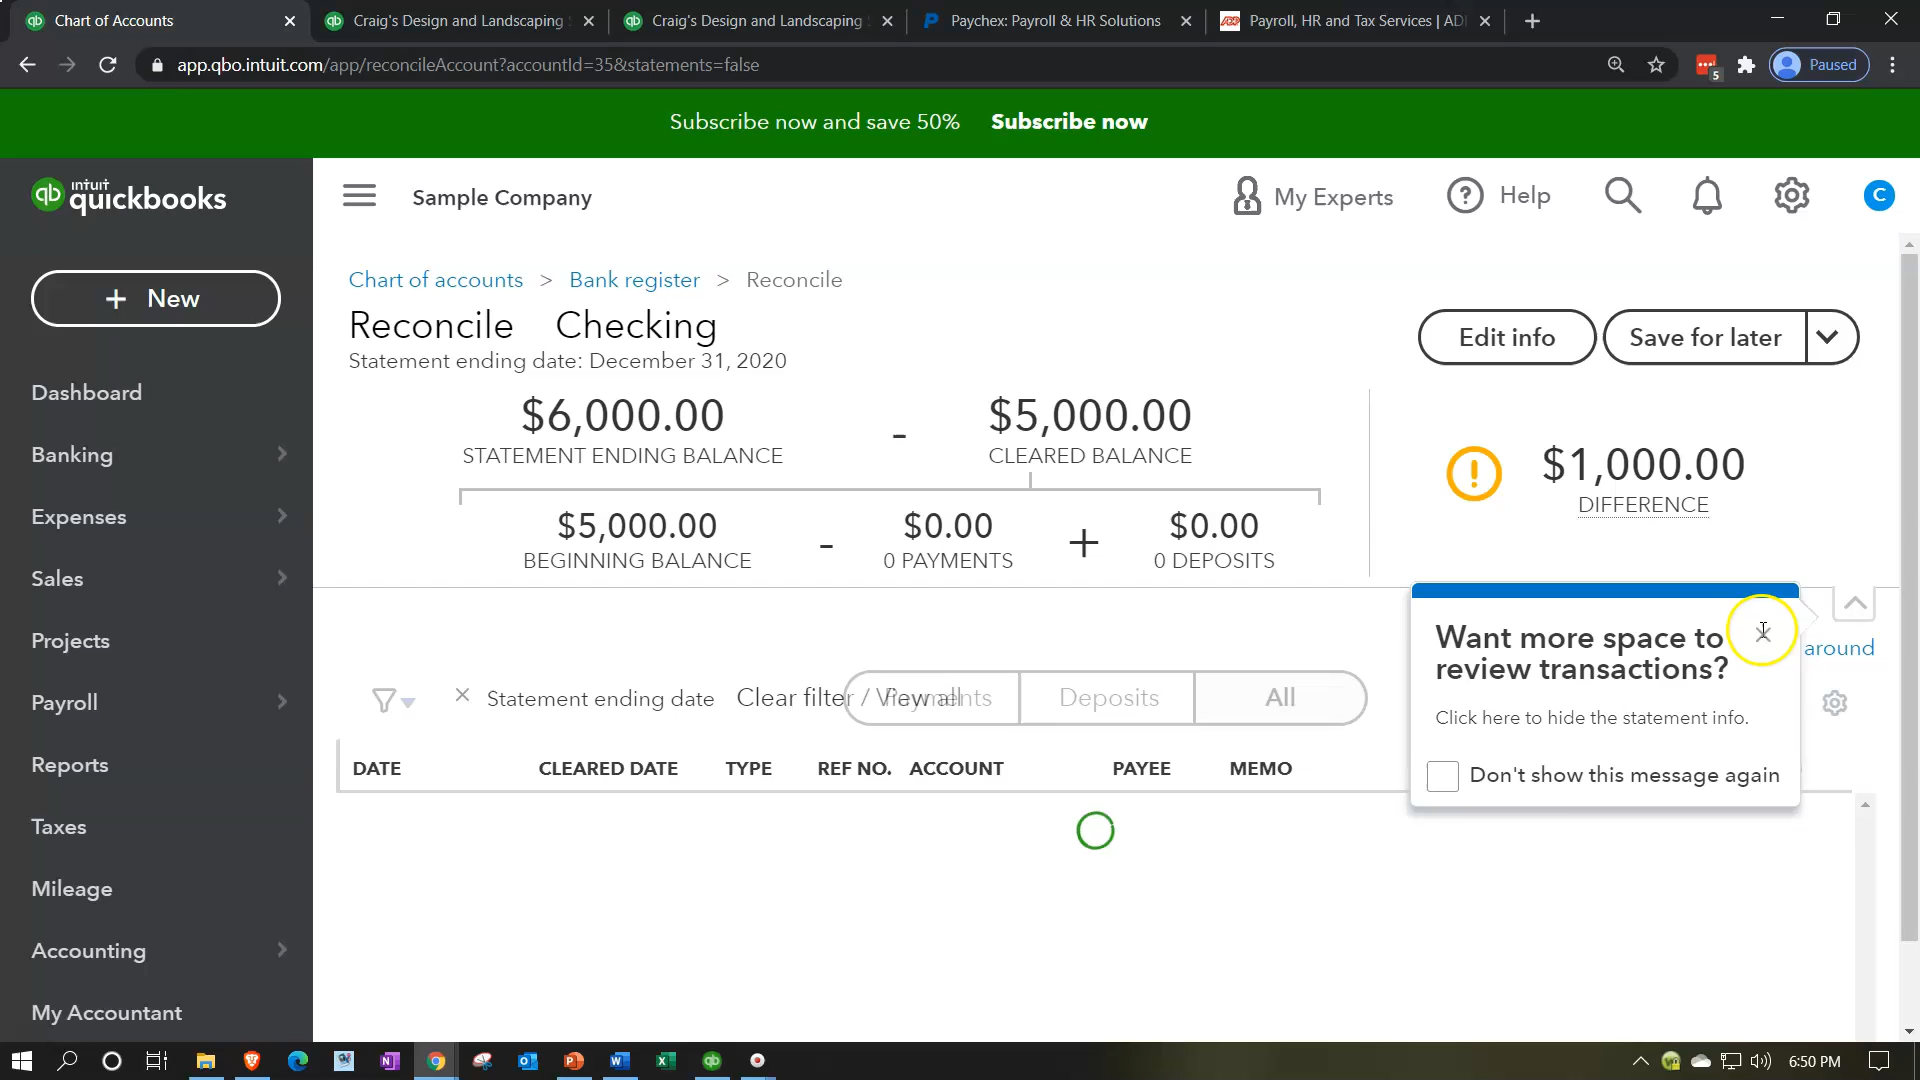 Chart of Accounts
Craig's Design and Landscaping
Craig's Design and Landscaping
Paychex: Payroll & HR Solutions
Payroll, HR and Tax Services | AD
app.qbo.intuit.com/app/reconcileAccount?accountId=35&statements=false
5
Paused
Subscribe now and save 50% Subscribe now
qb intuit quickbooks
Sample Company
My Experts
Help
C
+ New
Dashboard
Banking
Expenses
Sales
Projects
Payroll
Reports
Taxes
Mileage
Accounting
My Accountant
Chart of accounts > Bank register > Reconcile
Reconcile Checking
Statement ending date: December 31, 2020
Edit info
Save for later
$6,000.00 - $5,000.00
STATEMENT ENDING BALANCE CLEARED BALANCE
$5,000.00 - $0.00 + $0.00
BEGINNING BALANCE 0 PAYMENTS 0 DEPOSITS
$1,000.00
DIFFERENCE
Want more space to
review transactions?
Click here to hide the statement info.
Don't show this message again
around
Statement ending date Clear filter / View all
Payments Deposits All
DATE CLEARED DATE TYPE REF NO. ACCOUNT PAYEE MEMO
6:50 PM